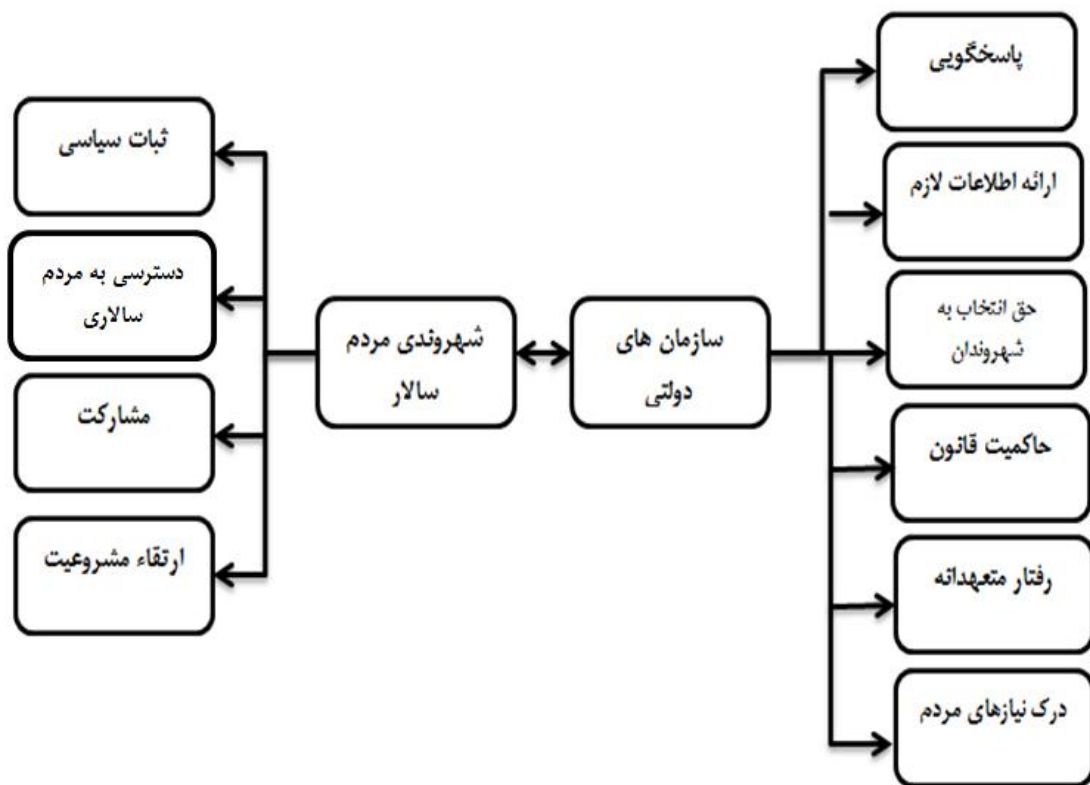 پاسخگویی
ارائه اطلاعات لازم
حق انتخاب به
شهروندان
حاکمیت قانون
رفتار متعهدانه
درک نیازهای مردم
سازمان های
دولتی
شهروندی مردم
سالار
ثبات سیاسی
دسترسی به مردم
سالاری
مشارکت
ارتقاء مشروعیت